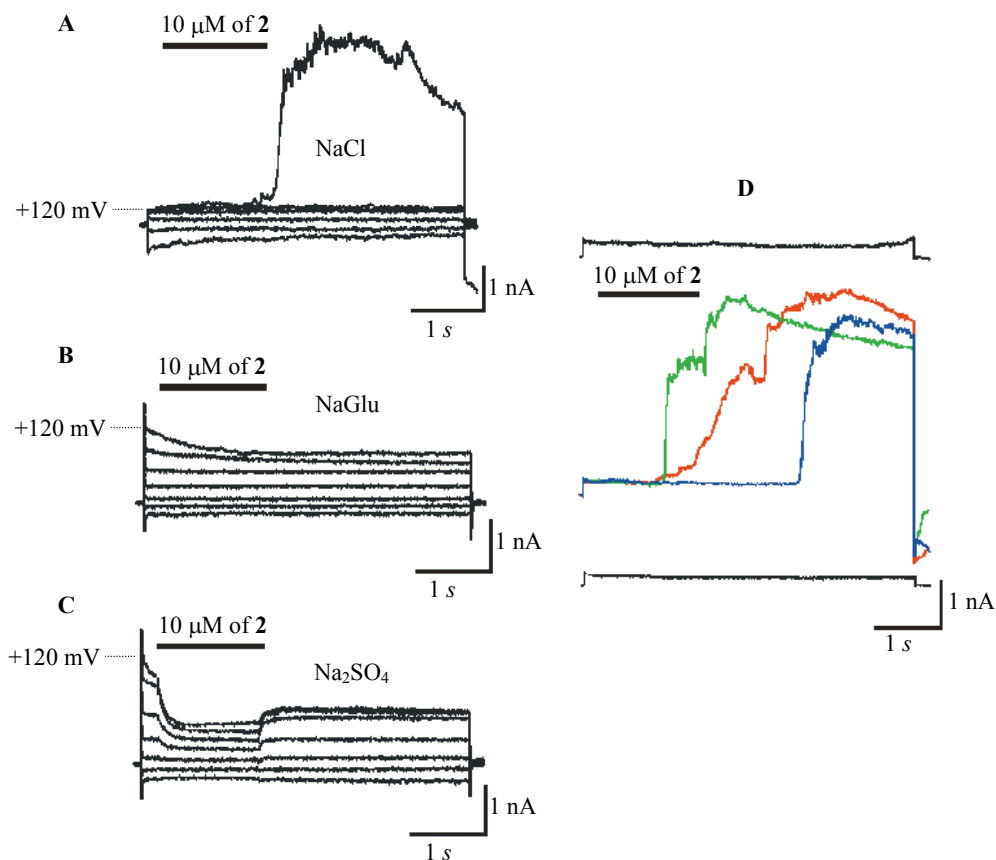 A
10 μM of 2
NaCl
+120 mV
1 nA
1 s
B
10 μM of 2
NaGlu
+120 mV
1 nA
1 s
C
10 μM of 2
+120 mV
Na₂SO₄
1 nA
1 s
D
10 μM of 2
1 nA
1 s